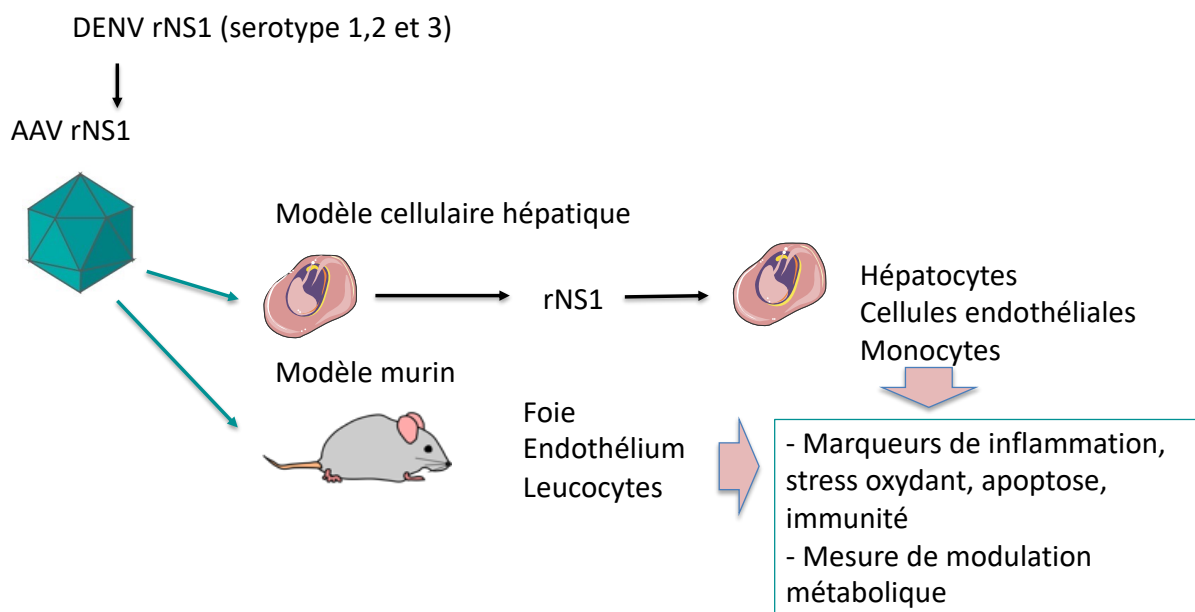 DENV rNS1 (serotype 1,2 et 3)
AAV rNS1
Modèle cellulaire hépatique
rNS1
Hépatocytes
Cellules endothéliales
Monocytes
Modèle murin
Foie
Endothélium
Leucocytes
- Marqueurs de inflammation,
stress oxydant, apoptose,
immunité
- Mesure de modulation
métabolique